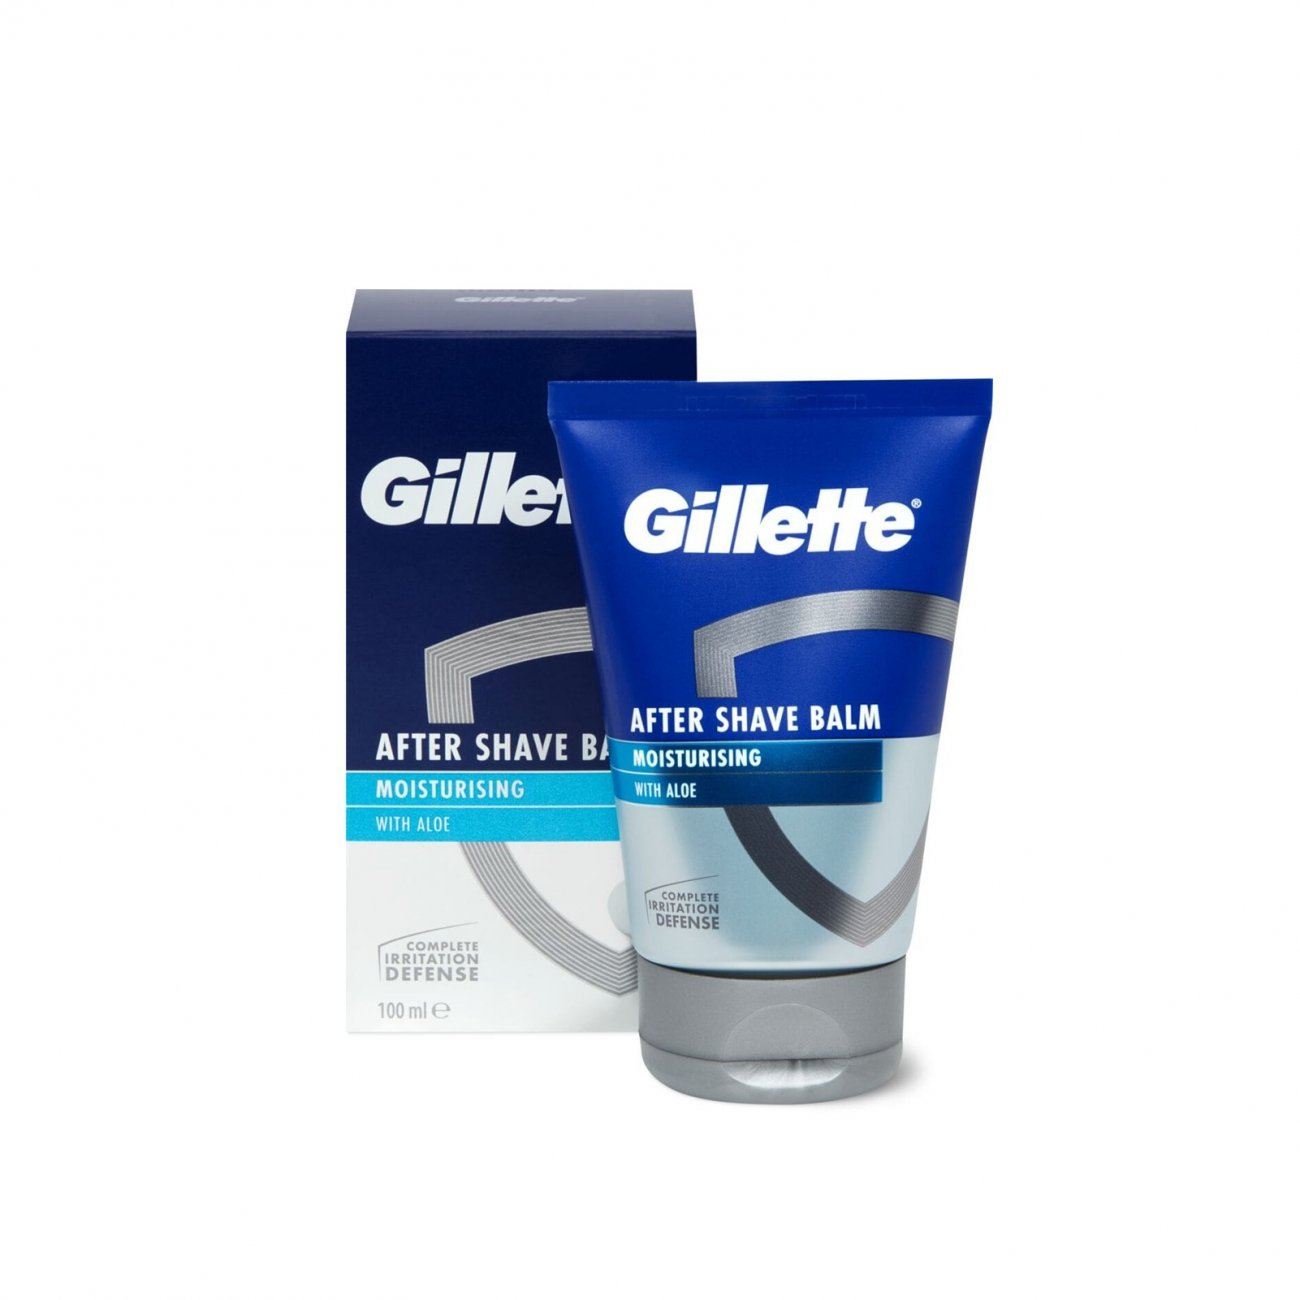 Gillette
Gillet
AFTER SHAVE BA
MOISTURISING
WITH ALOE
COMPLETE
IRRITATION
DEFENSE
100 ml ℮
Gillette®
AFTER SHAVE BALM
MOISTURISING
WITH ALOE
COMPLETE
IRRITATION
DEFENSE